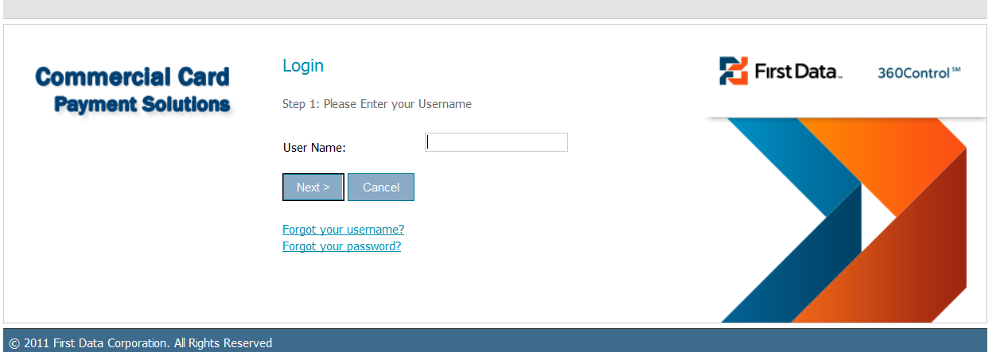 Commercial Card
Payment Solutions
Login
Step 1: Please Enter your Username
User Name:
Next >
Cancel
Forgot your username?
Forgot your password?
First Data™
360Control℠
© 2011 First Data Corporation. All Rights Reserved